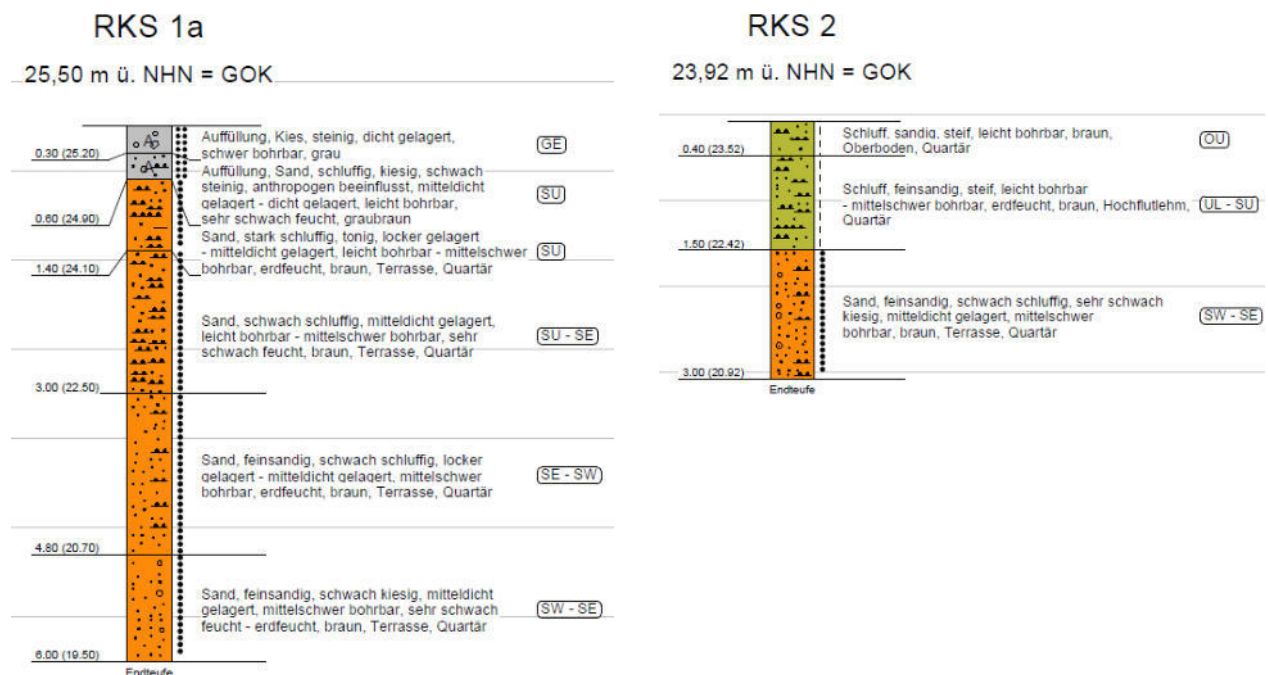 RKS 1a
25,50 m ü. NHN = GOK
A
0.30 (25.20)
Auffüllung, Kies, steinig, dicht gelagert,
schwer bohrbar, grau
GE
A
0.60 (24.90)
Auffüllung, Sand, schluffig, kiesig, schwach
steinig, anthropogen beeinflusst, mitteldicht
gelagert - dicht gelagert, leicht bohrbar,
sehr schwach feucht, graubraun
SU
1.40 (24.10)
Sand, stark schluffig, tonig, locker gelagert
- mitteldicht gelagert, leicht bohrbar - mittelschwer
bohrbar, erdfeucht, braun, Terrasse, Quartär
SU
Sand, schwach schluffig, mitteldicht gelagert,
leicht bohrbar - mittelschwer bohrbar, sehr
schwach feucht, braun, Terrasse, Quartär
SU - SE
3.00 (22.50)
Sand, feinsandig, schwach schluffig, locker
gelagert - mitteldicht gelagert, mittelschwer
bohrbar, erdfeucht, braun, Terrasse, Quartär
SE - SW
4.80 (20.70)
Sand, feinsandig, schwach kiesig, mitteldicht
gelagert, mittelschwer bohrbar, sehr schwach
feucht - erdfeucht, braun, Terrasse, Quartär
SW - SE
6.00 (19.50)
Endteufe
RKS 2
23,92 m ü. NHN = GOK
Schluff, sandig, steif, leicht bohrbar, braun,
Oberboden, Quartär
OU
0.40 (23.52)
Schluff, feinsandig, steif, leicht bohrbar
- mittelschwer bohrbar, erdfeucht, braun, Hochflutlehm,
Quartär
UL - SU
1.50 (22.42)
Sand, feinsandig, schwach schluffig, sehr schwach
kiesig, mitteldicht gelagert, mittelschwer
bohrbar, braun, Terrasse, Quartär
SW - SE
3.00 (20.92)
Endteufe